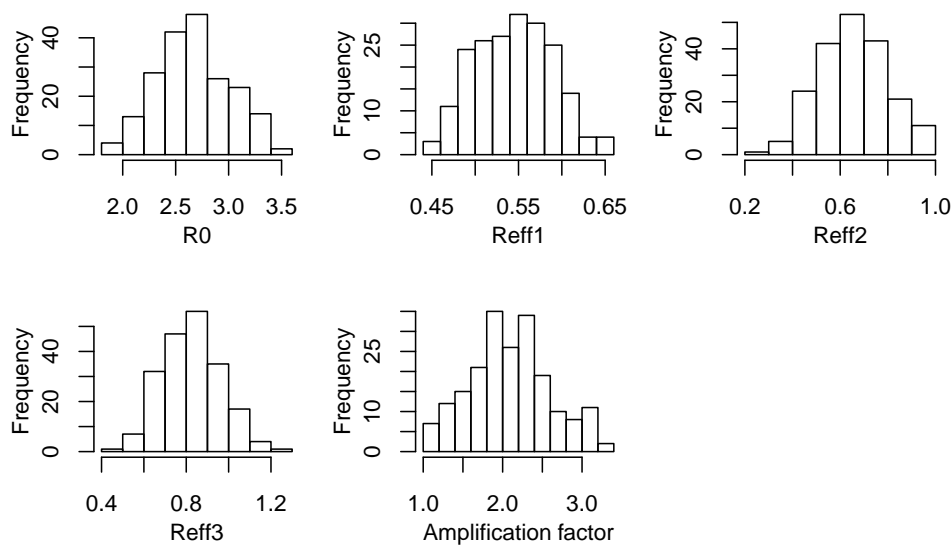 Frequency
0
20
40
2.0 2.5 3.0 3.5
R0
Frequency
0
10
25
0.45 0.55 0.65
Reff1
Frequency
0
20
40
0.2 0.6 1.0
Reff2
Frequency
0
20
40
0.4 0.8 1.2
Reff3
Frequency
0
10
25
1.0 2.0 3.0
Amplification factor